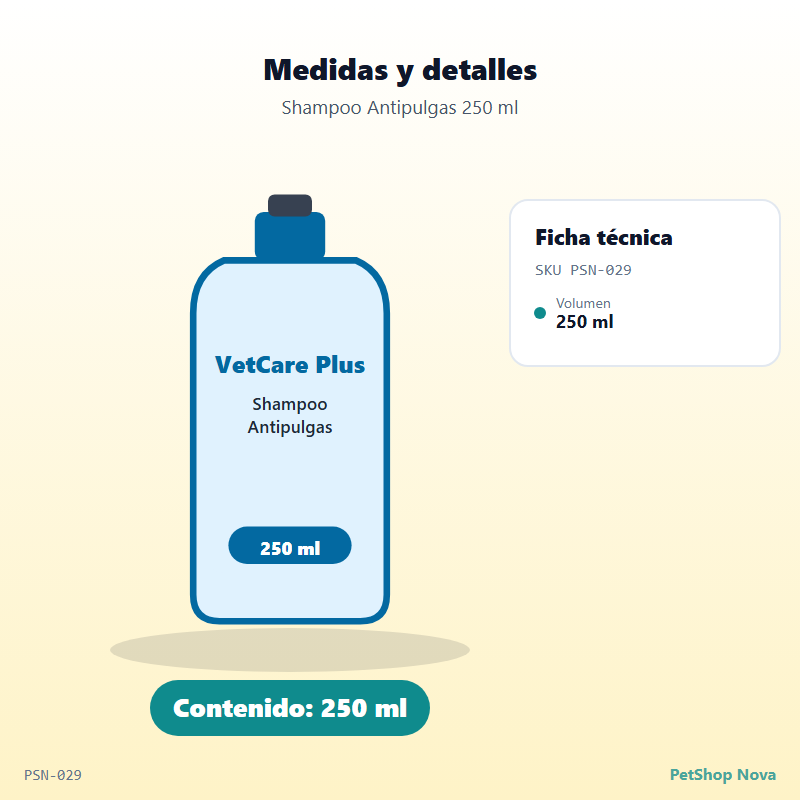 Medidas y detalles
Shampoo Antipulgas 250 ml
VetCare Plus
Shampoo
Antipulgas
250 ml
Contenido: 250 ml
Ficha técnica
SKU PSN-029
Volumen
250 ml
PSN-029
PetShop Nova